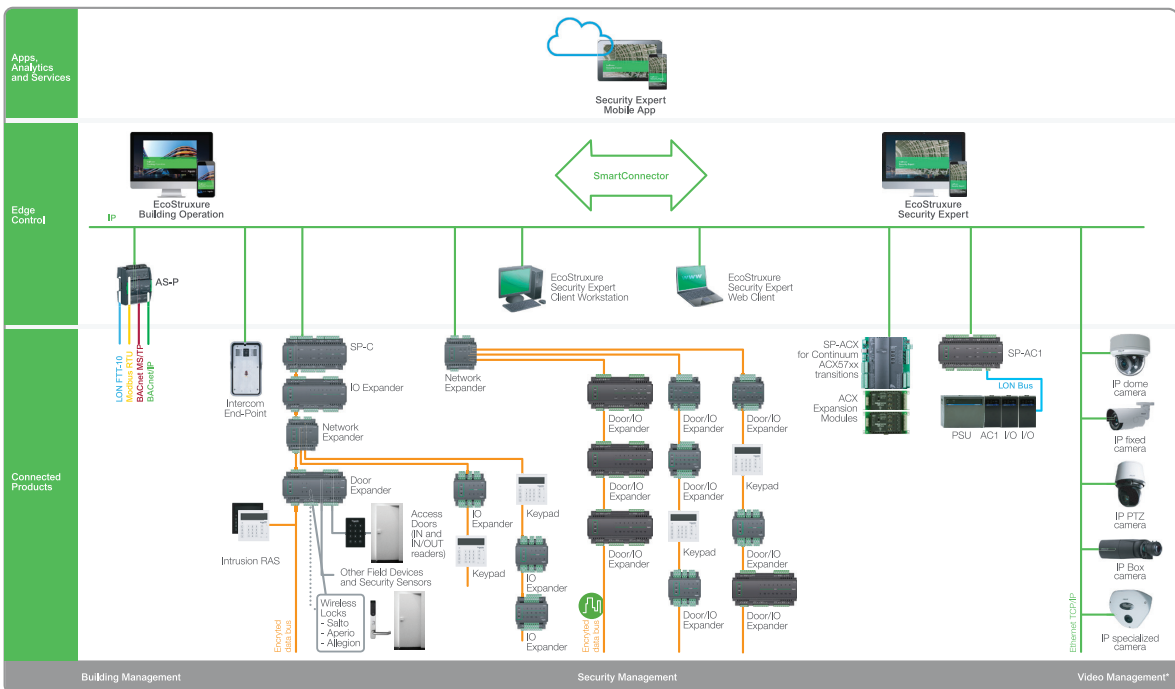 Apps,
Analytics
and Services
Security Expert
Mobile App
Edge
Control
EcoStruxure
Building Operation
SmartConnector
EcoStruxure
Security Expert
IP
AS-P
EcoStruxure
Security Expert
Client Workstation
WW
EcoStruxure
Security Expert
Web Client
LON FTT-10
Modbus RTU
BACnet MS/TP
BACnet/IP
Connected
Products
Intercom
End-Point
SP-C
IO Expander
Network
Expander
Door
Expander
Intrusion RAS
Access
Doors
(IN and
IN/OUT
readers)
Other Field Devices
and Security Sensors
Wireless
Locks
- Salto
- Aperio
- Allegion
Encryted
data bus
IO
Expander
Keypad
Keypad
IO
Expander
IO
Expander
Network
Expander
Door/IO
Expander
Door/IO
Expander
Door/IO
Expander
Encryted
data bus
Door/IO
Expander
Door/IO
Expander
Keypad
Door/IO
Expander
Door/IO
Expander
Keypad
Door/IO
Expander
Door/IO
Expander
SP-ACX
for Continuum
ACX57xx
transitions
ACX
Expansion
Modules
SP-AC1
LON Bus
PSU AC1 I/O I/O
Ethernet TCP/IP
IP dome
camera
IP fixed
camera
IP PTZ
camera
IP Box
camera
IP specialized
camera
Building Management
Security Management
Video Management*